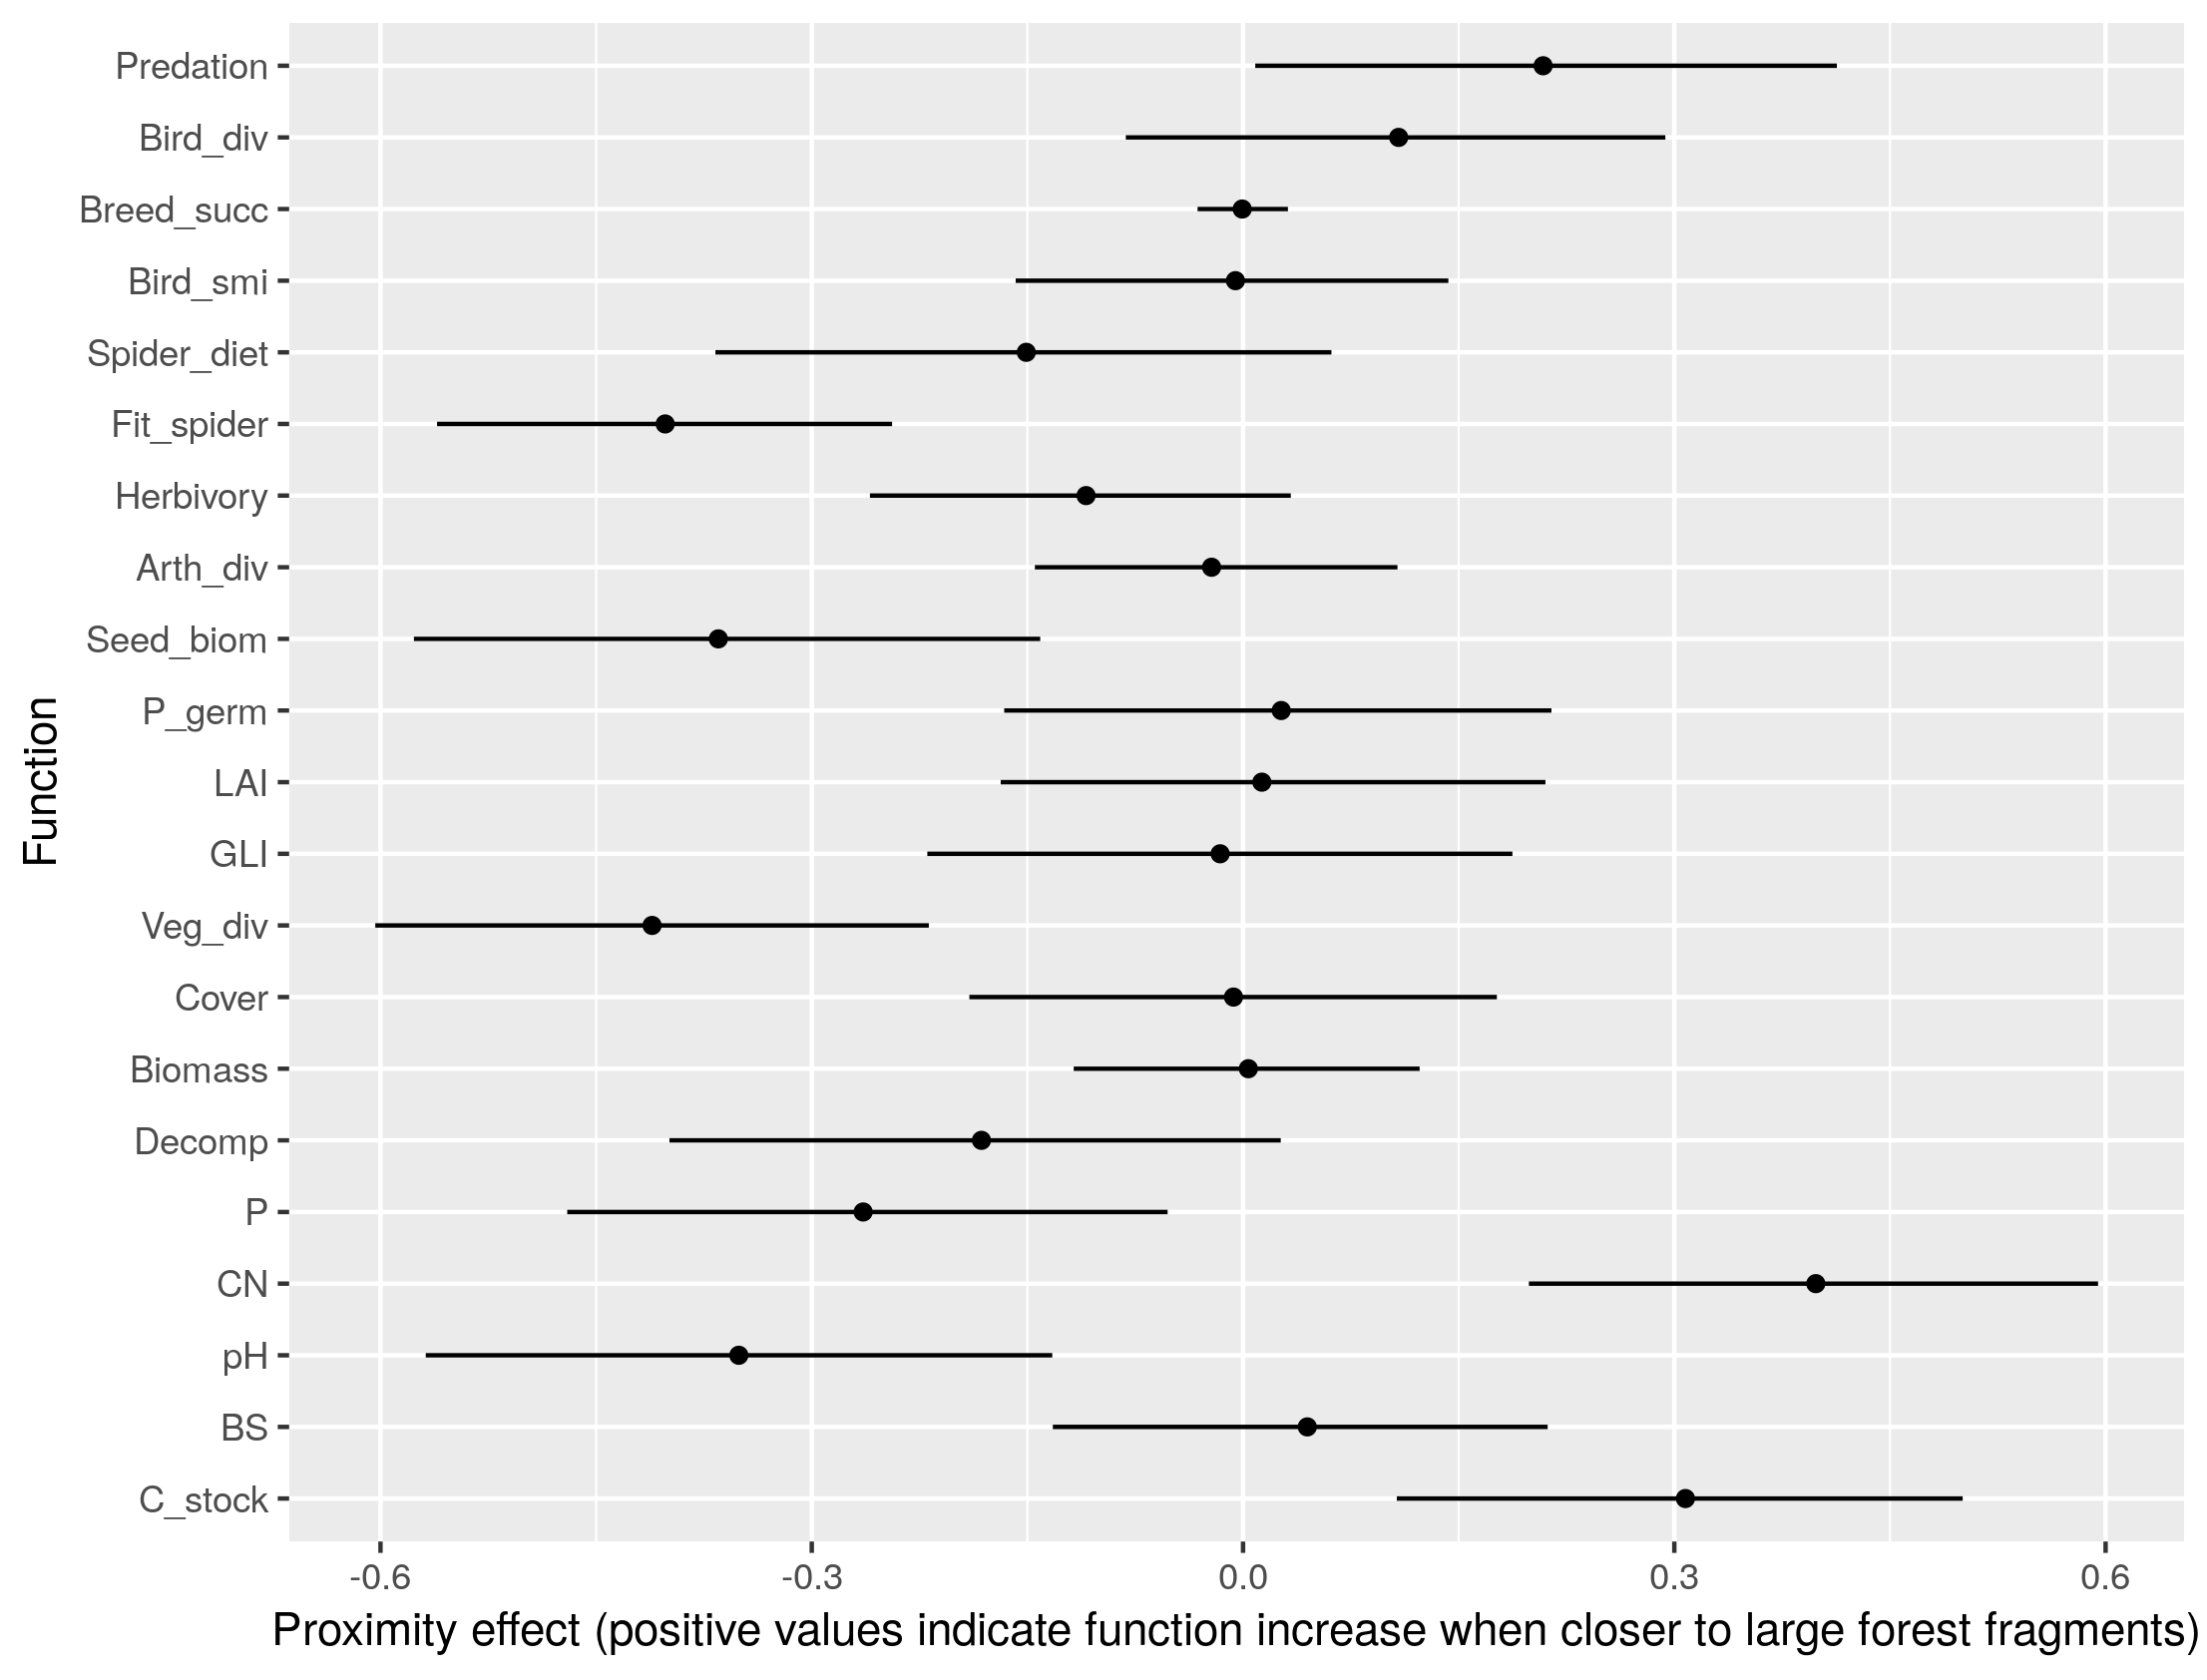 Predation
Bird_div
Breed_succ
Bird_smi
Spider_diet
Fit_spider
Herbivory
Arth_div
Seed_biom
P_germ
LAI
GLI
Veg_div
Cover
Biomass
Decomp
P
CN
pH
BS
C_stock
Function
-0.6 -0.3 0.0 0.3 0.6
Proximity effect (positive values indicate function increase when closer to large forest fragments)